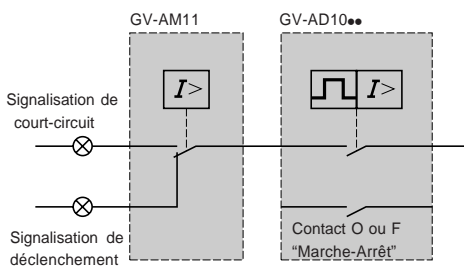 GV-AM11
GV-AD10●●
I>
I>
Signalisation de
court-circuit
Signalisation de
déclenchement
Contact O ou F
“Marche-Arrêt”